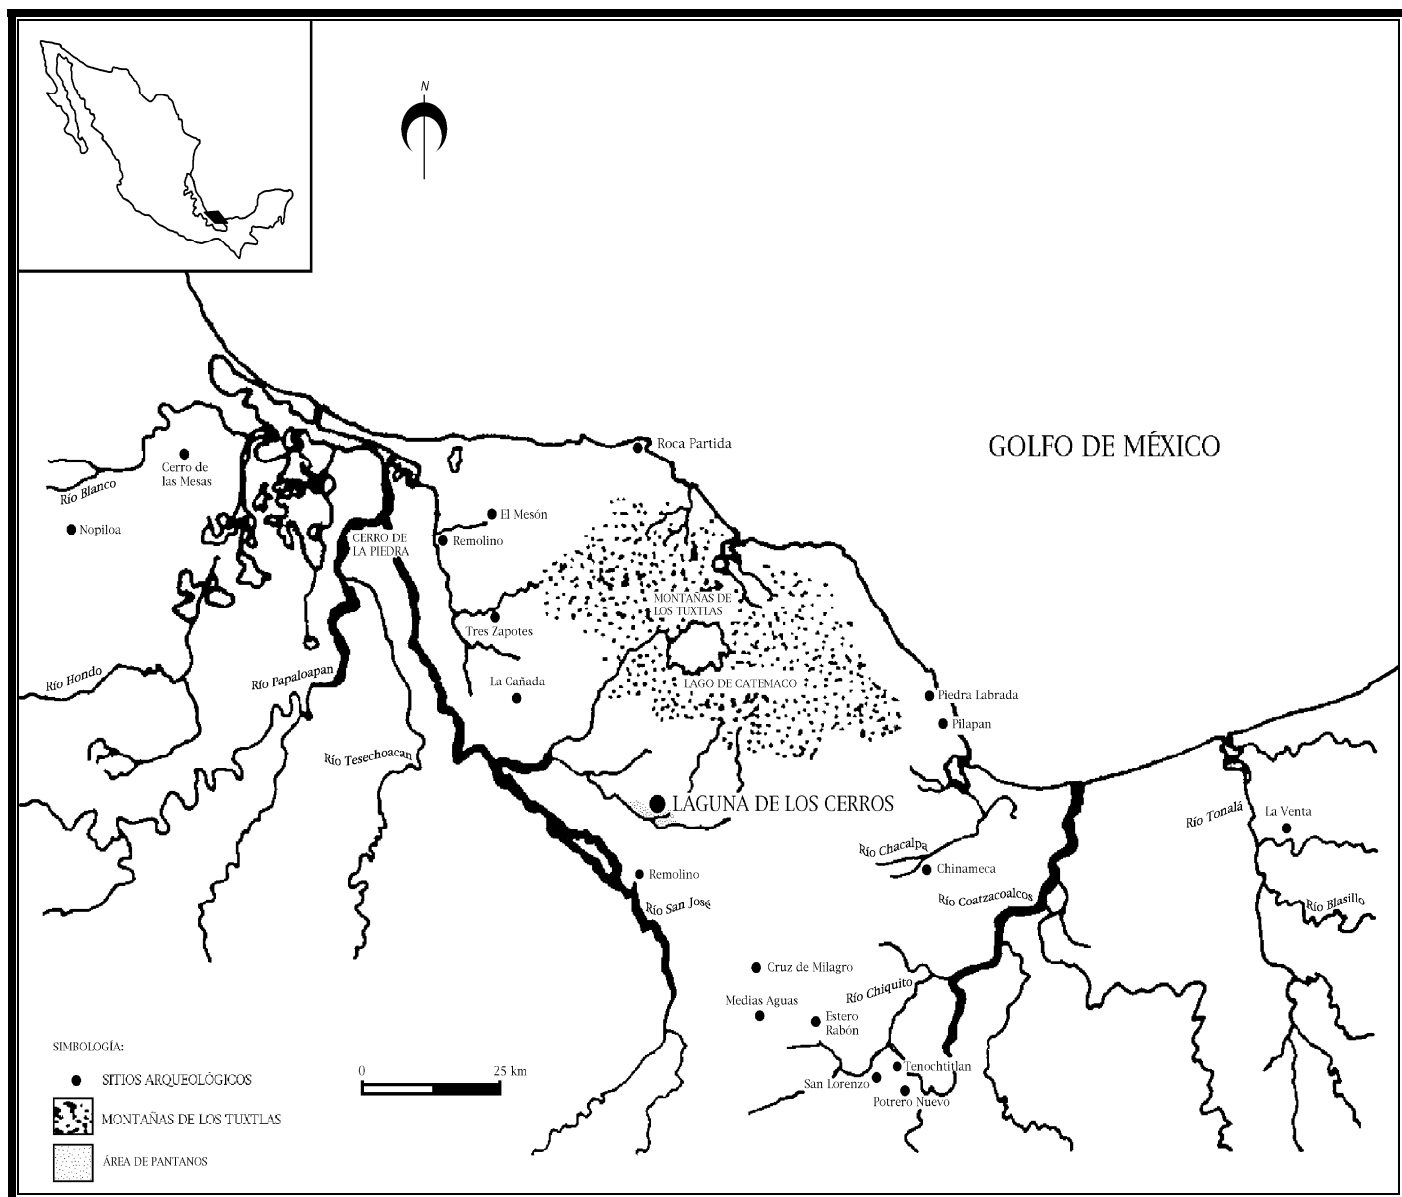 N
GOLFO DE MÉXICO
Roca Partida
Cerro de
las Mesas
Río Blanco
Nopiloa
El Mesón
Remolino
CERRO DE
LA PIEDRA
MONTAÑAS DE
LOS TUXTLAS
Tres Zapotes
Río Hondo
Río Papaloapan
La Cañada
LAGO DE CATEMACO
Piedra Labrada
Pilapan
Río Tesechoacan
LAGUNA DE LOS CERROS
Río Tonalá
La Venta
Río Chacalpa
Chinameca
Remolino
Río San José
Río Coatzacoalcos
Río Blasillo
Cruz de Milagro
Río Chiquito
Medias Aguas
Estero
Rabón
Tenochtitlan
San Lorenzo
Potrero Nuevo
SIMBOLOGÍA:
SITIOS ARQUEOLÓGICOS
MONTAÑAS DE LOS TUXTLAS
ÁREA DE PANTANOS
0
25 km